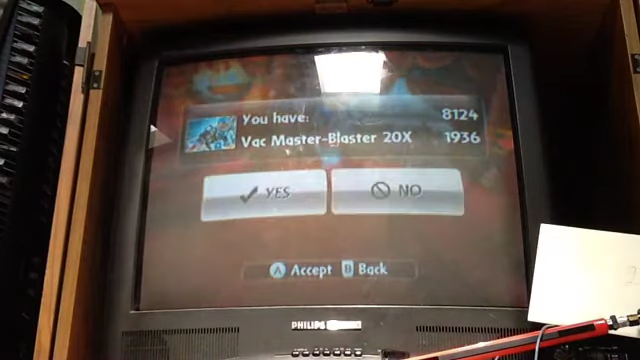 You have: 8124
Vac Master-Blaster 20X 1936
YES NO
A Accept B Back
PHILIPS